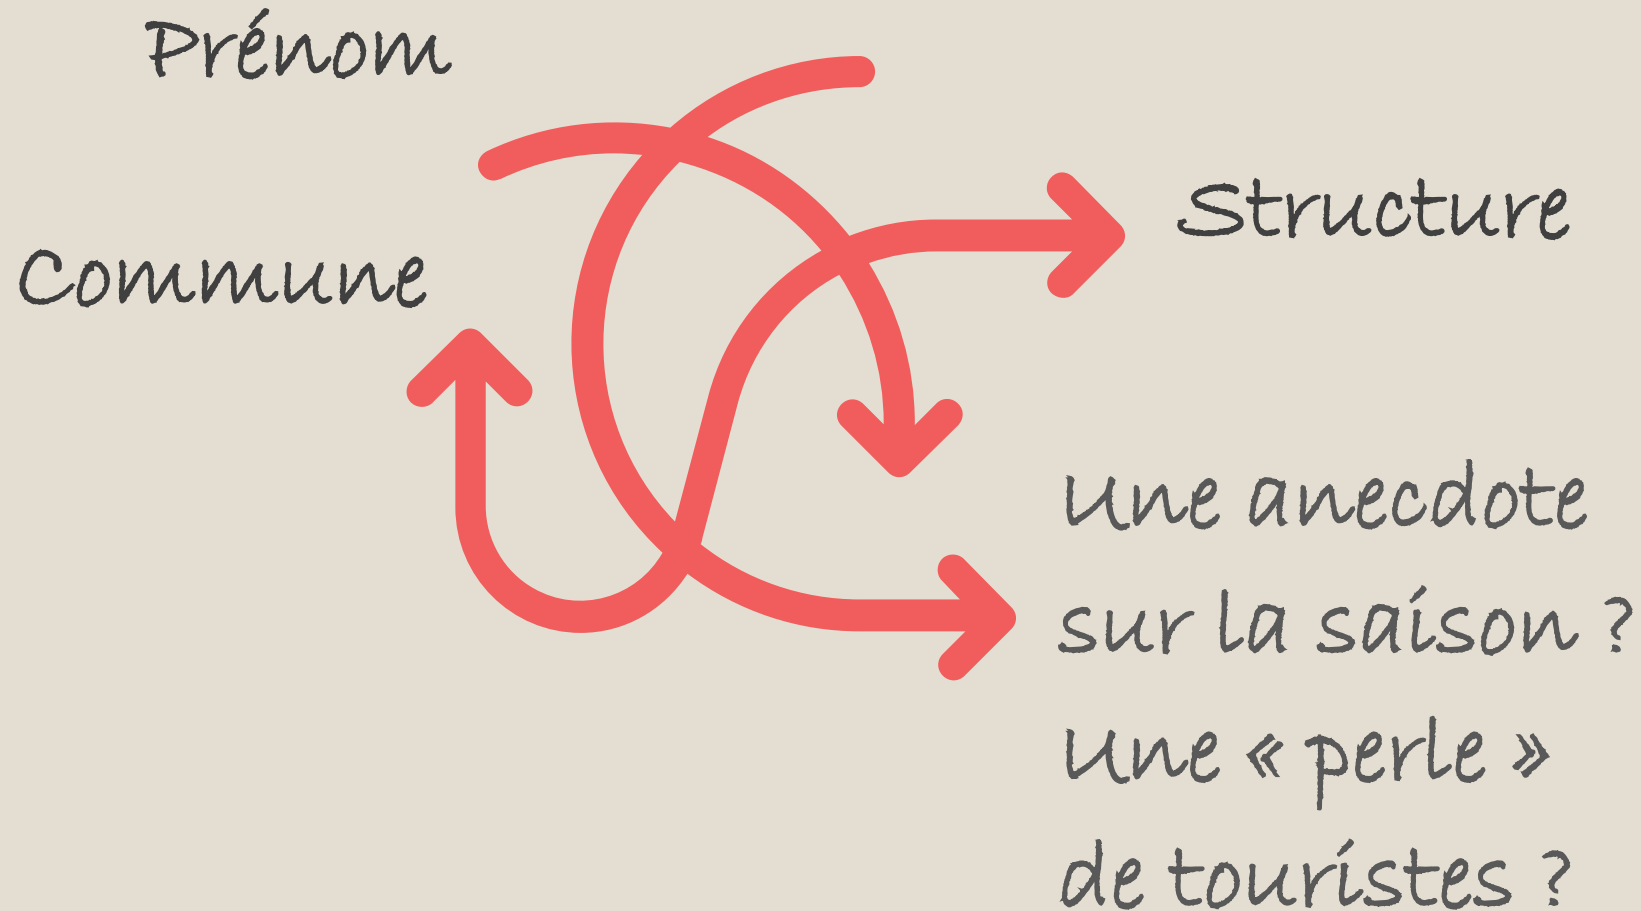 Prénom
Commune
Structure
Une anecdote
sur la saison ?
Une « perle »
de touristes ?